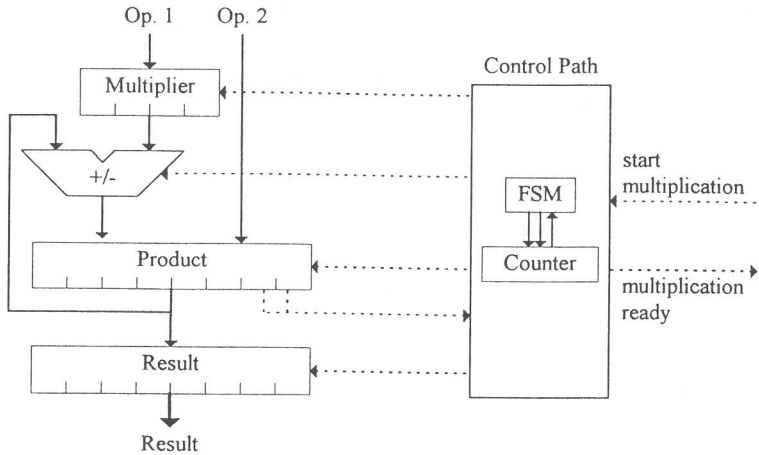 Op. 1
Op. 2
Multiplier
Control Path
+/-
FSM
start
multiplication
Product
Counter
multiplication
ready
Result
Result